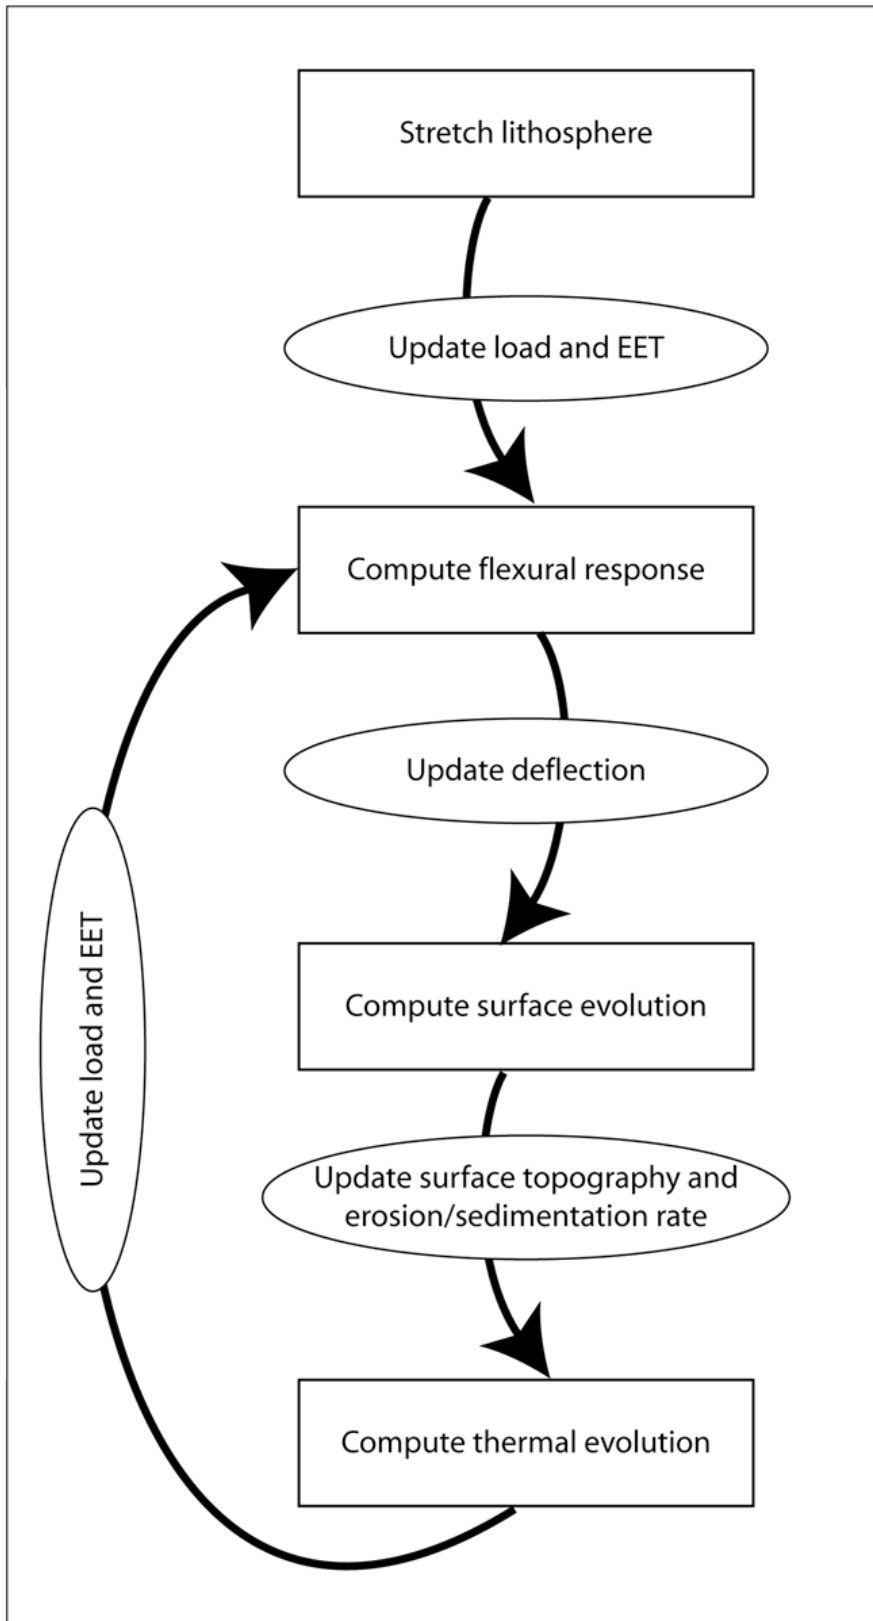 Stretch lithosphere
Update load and EET
Compute flexural response
Update deflection
Update load and EET
Compute surface evolution
Update surface topography and
erosion/sedimentation rate
Compute thermal evolution